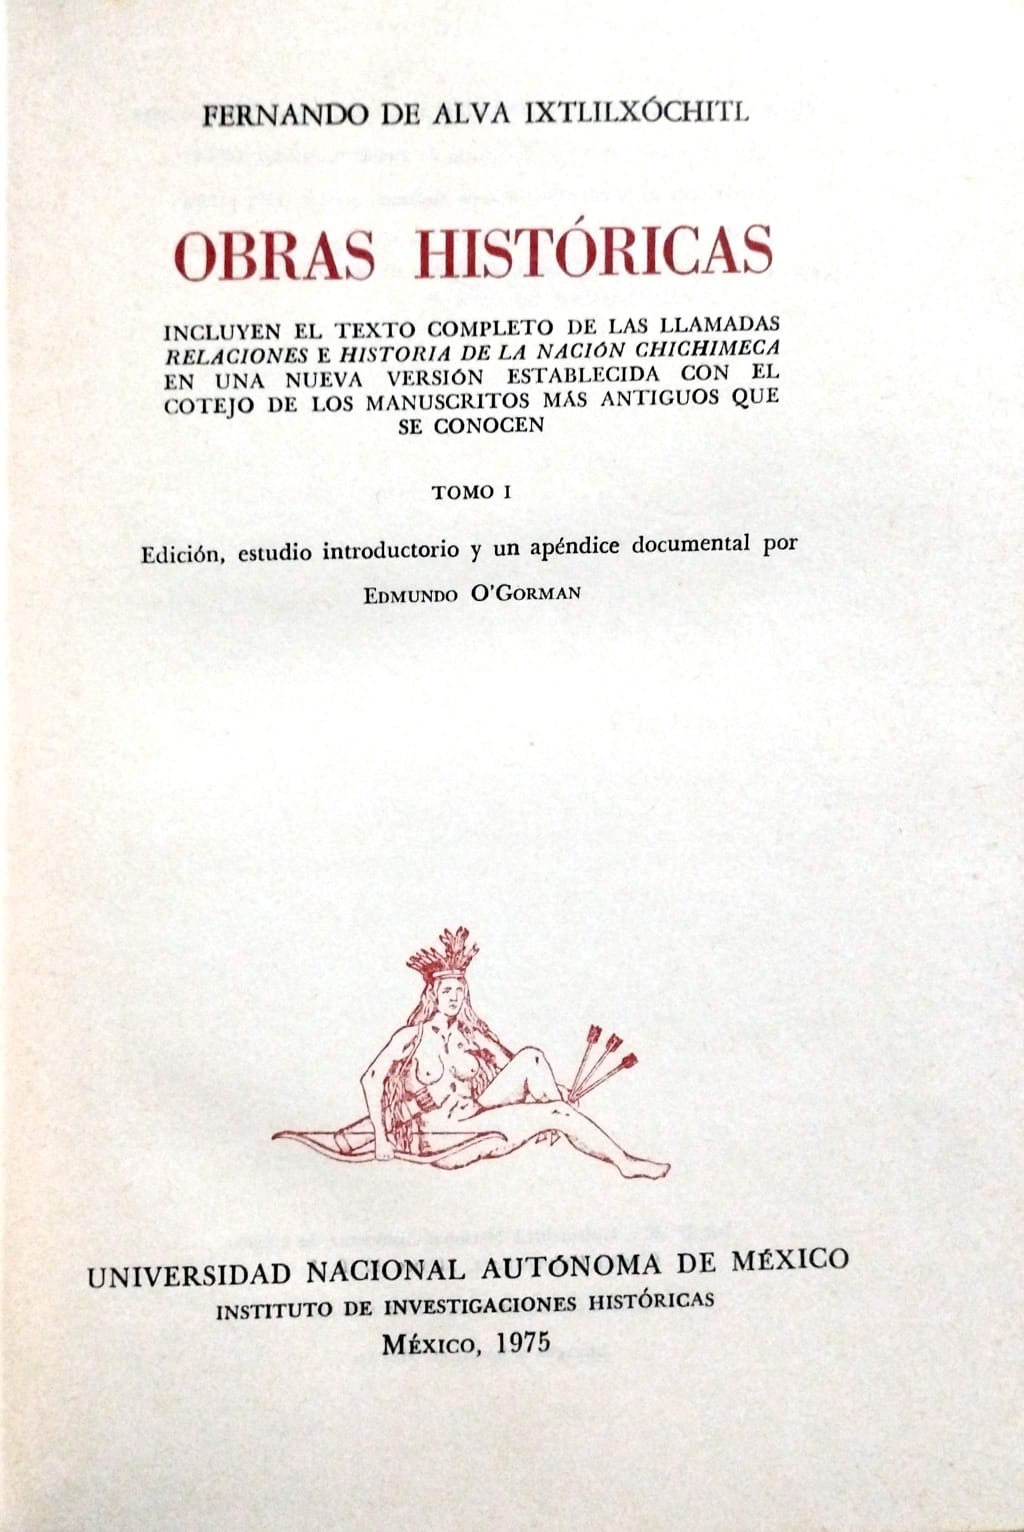 FERNANDO DE ALVA IXTLILXÓCHITL
OBRAS HISTÓRICAS
INCLUYEN EL TEXTO COMPLETO DE LAS LLAMADAS
RELACIONES E HISTORIA DE LA NACIÓN CHICHIMECA
EN UNA NUEVA VERSIÓN ESTABLECIDA CON EL
COTEJO DE LOS MANUSCRITOS MÁS ANTIGUOS QUE
SE CONOCEN
TOMO I
Edición, estudio introductorio y un apéndice documental por
EDMUNDO O'GORMAN
UNIVERSIDAD NACIONAL AUTÓNOMA DE MÉXICO
INSTITUTO DE INVESTIGACIONES HISTÓRICAS
MÉXICO, 1975